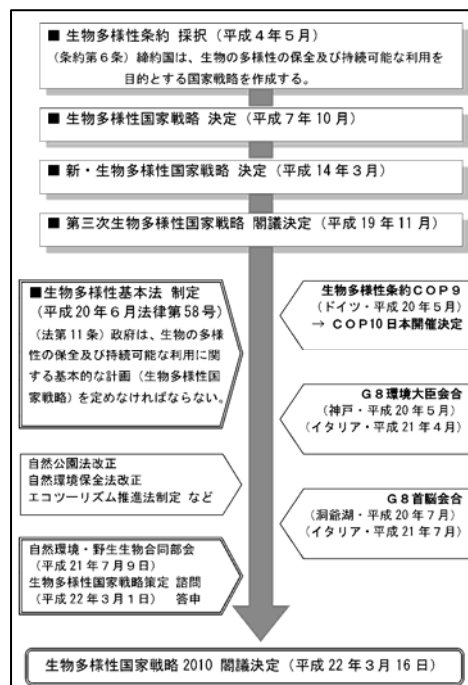 ■ 生物多様性条約 採択(平成4年5月)
(条約第6条)締約国は、生物の多様性の保全及び持続可能な利用を
目的とする国家戦略を作成する。
■ 生物多様性国家戦略 決定(平成7年10月)
■ 新・生物多様性国家戦略 決定(平成14年3月)
■ 第三次生物多様性国家戦略 閣議決定(平成19年11月)
■生物多様性基本法 制定
(平成20年6月法律第58号)
(法第11条)政府は、生物の多様
性の保全及び持続可能な利用に関
する基本的な計画(生物多様性国
家戦略)を定めなければならない。
生物多様性条約COP9
(ドイツ・平成20年5月)
→ COP10日本開催決定
G8環境大臣会合
(神戸・平成20年5月)
(イタリア・平成21年4月)
自然公園法改正
自然環境保全法改正
エコツーリズム推進法制定 など
G8首脳会合
(洞爺湖・平成20年7月)
(イタリア・平成21年7月)
自然環境・野生生物合同部会
(平成21年7月9日)
生物多様性国家戦略策定 諮問
(平成22年3月1日) 答申
生物多様性国家戦略2010 閣議決定(平成22年3月16日)